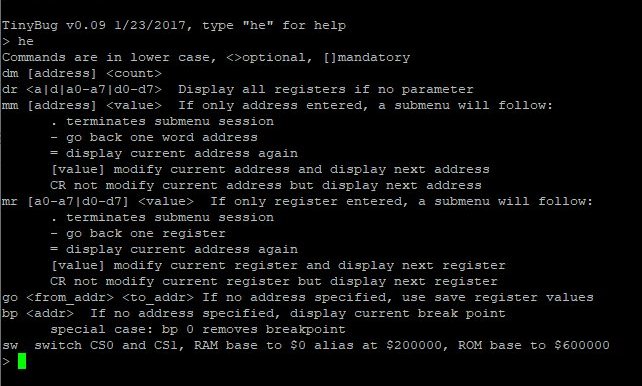 TinyBug v0.09 1/23/2017, type "he" for help
> he
Commands are in lower case, <>optional, []mandatory
dm [address] <count>
dr <a|d|a0-a7|d0-d7>  Display all registers if no parameter
mm [address] <value>  If only address entered, a submenu will follow:
      . terminates submenu session
      - go back one word address
      = display current address again
      [value] modify current address and display next address
      CR not modify current address but display next address
mr [a0-a7|d0-d7] <value>  If only register entered, a submenu will follow:
      . terminates submenu session
      - go back one register
      = display current address again
      [value] modify current register and display next register
      CR not modify current register but display next register
go <from_addr> <to_addr> If no address specified, use save register values
bp <addr>  If no address specified, display current break point
      special case: bp 0 removes breakpoint
sw  switch CS0 and CS1, RAM base to $0 alias at $200000, ROM base to $600000
>